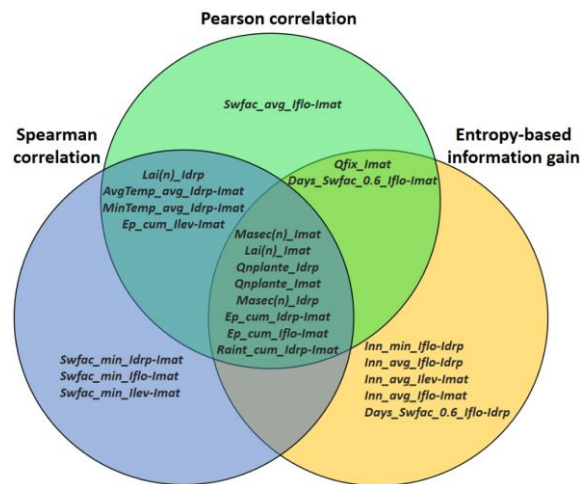 Pearson correlation
Swfac_avg_Iflo-Imat
Spearman
correlation
Entropy-based
information gain
Lai(n)_Idrp
AvgTemp_avg_Idrp-Imat
MinTemp_avg_Idrp-Imat
Ep_cum_Ilev-Imat
Qfix_Imat
Days_Swfac_0.6_Iflo-Imat
Masec(n)_Imat
Lai(n)_Imat
Qnplante_Idrp
Qnplante_Imat
Masec(n)_Idrp
Ep_cum_Idrp-Imat
Ep_cum_Iflo-Imat
Raint_cum_Idrp-Imat
Swfac_min_Idrp-Imat
Swfac_min_Iflo-Imat
Swfac_min_Ilev-Imat
Inn_min_Iflo-Idrp
Inn_avg_Iflo-Idrp
Inn_avg_Ilev-Imat
Inn_avg_Iflo-Imat
Days_Swfac_0.6_Iflo-Idrp